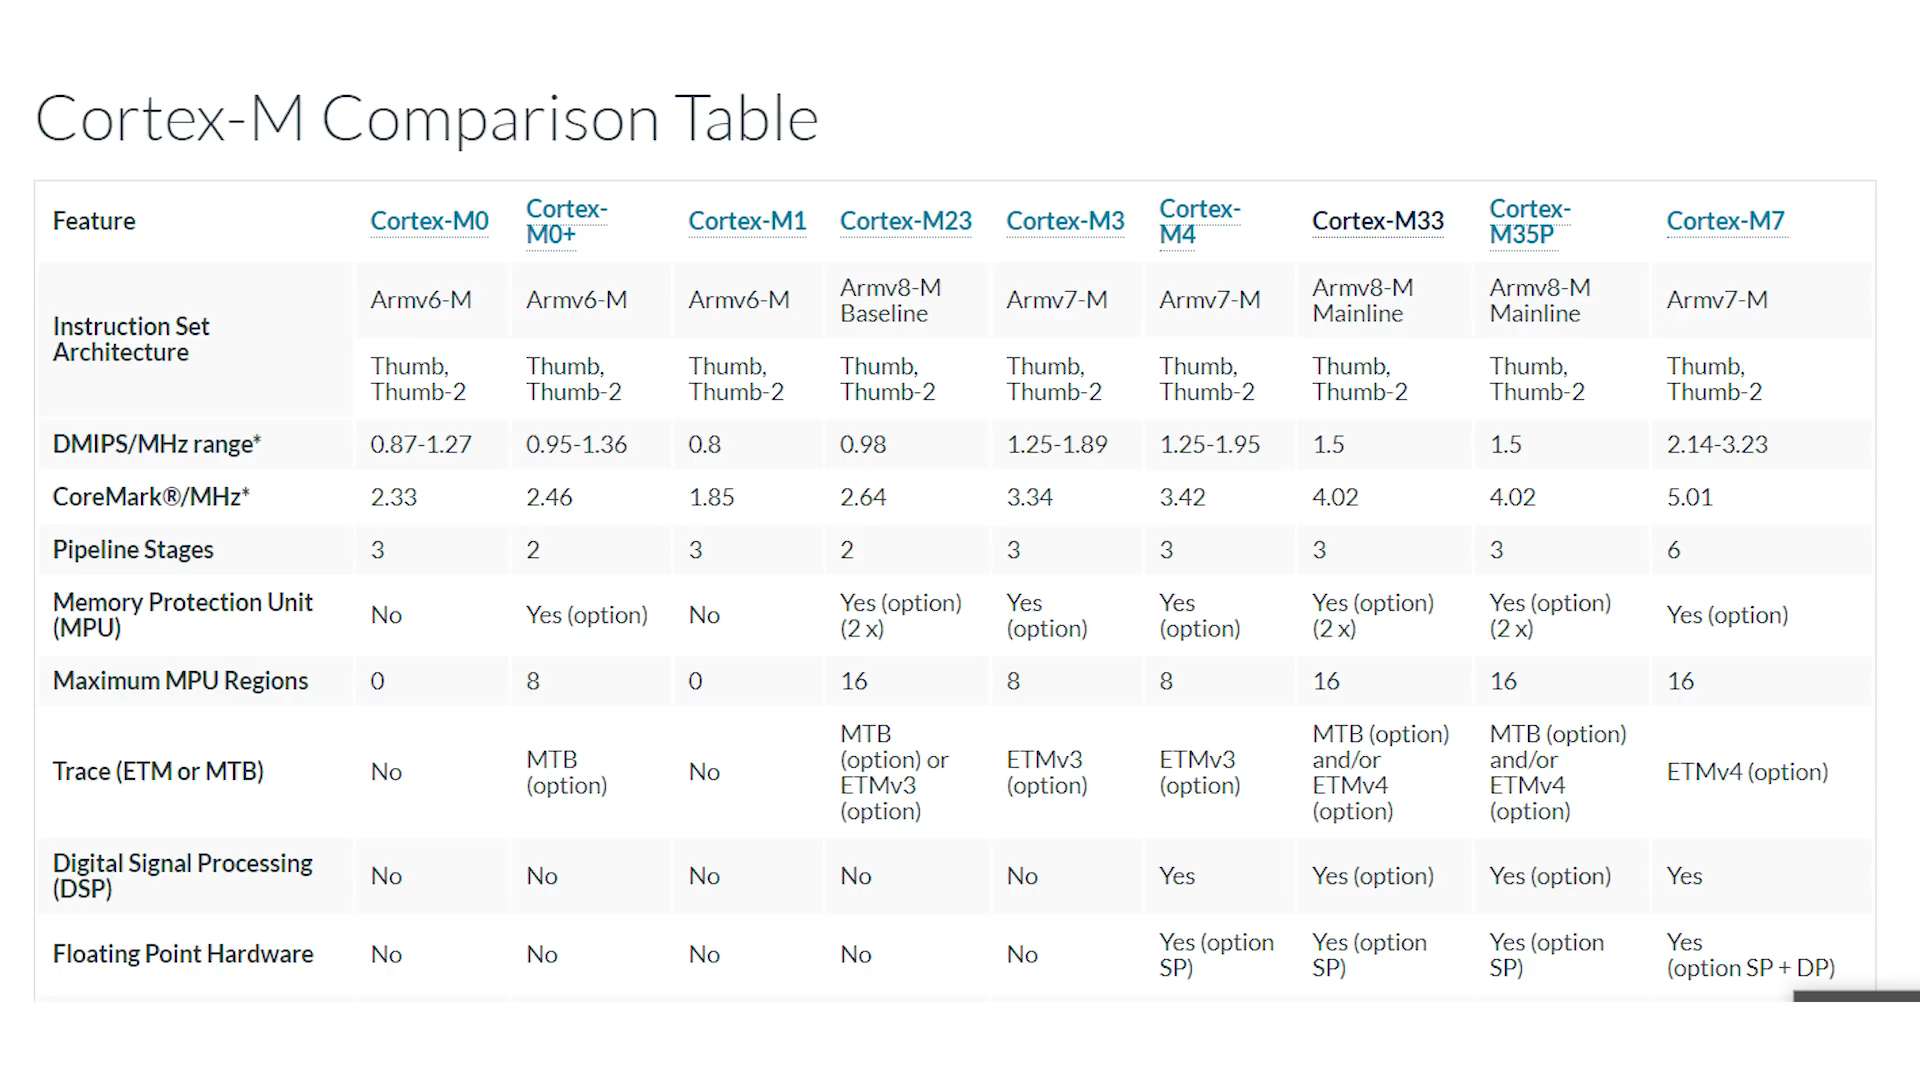 Cortex-M Comparison Table
Feature Cortex-M0 Cortex-M0+ Cortex-M1 Cortex-M23 Cortex-M3 Cortex-M4 Cortex-M33 Cortex-M35P Cortex-M7
Instruction Set Architecture Armv6-M Armv6-M Armv6-M Armv8-M Baseline Armv7-M Armv7-M Armv8-M Mainline Armv8-M Mainline Armv7-M
Thumb, Thumb-2 Thumb, Thumb-2 Thumb, Thumb-2 Thumb, Thumb-2 Thumb, Thumb-2 Thumb, Thumb-2 Thumb, Thumb-2 Thumb, Thumb-2 Thumb, Thumb-2
DMIPS/MHz range* 0.87-1.27 0.95-1.36 0.8 0.98 1.25-1.89 1.25-1.95 1.5 1.5 2.14-3.23
CoreMark®/MHz* 2.33 2.46 1.85 2.64 3.34 3.42 4.02 4.02 5.01
Pipeline Stages 3 2 3 2 3 3 3 3 6
Memory Protection Unit (MPU) No Yes (option) No Yes (option) (2 x) Yes (option) Yes (option) Yes (option) (2 x) Yes (option) (2 x) Yes (option)
Maximum MPU Regions 0 8 0 16 8 8 16 16 16
Trace (ETM or MTB) No MTB (option) No MTB (option) or ETMv3 (option) ETMv3 (option) ETMv3 (option) MTB (option) and/or ETMv4 (option) MTB (option) and/or ETMv4 (option) ETMv4 (option)
Digital Signal Processing (DSP) No No No No No Yes Yes (option) Yes (option) Yes
Floating Point Hardware No No No No No Yes (option SP) Yes (option SP) Yes (option SP) Yes (option SP + DP)